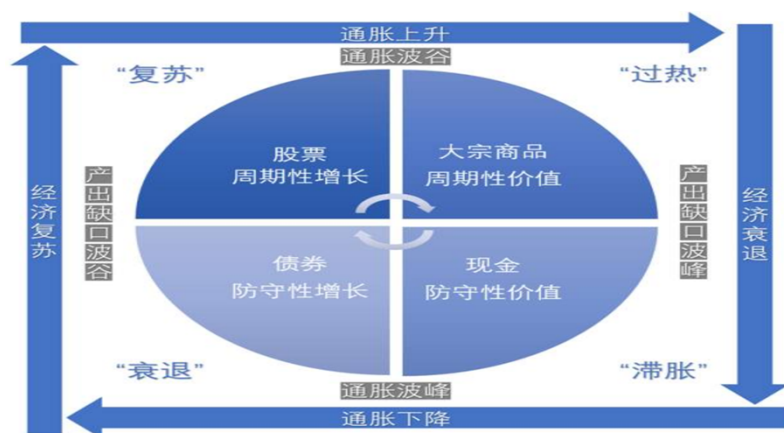 通胀上升
通胀波谷
“复苏”
“过热”
股票
周期性增长
大宗商品
周期性价值
经济复苏
产出缺口波谷
产出缺口波峰
经济衰退
债券
防守性增长
现金
防守性价值
“衰退”
“滞胀”
通胀波峰
通胀下降